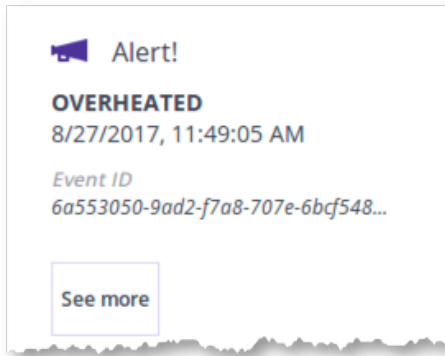 Alert!
OVERHEATED
8/27/2017, 11:49:05 AM
Event ID
6a553050-9ad2-f7a8-707e-6bcf548...
See more